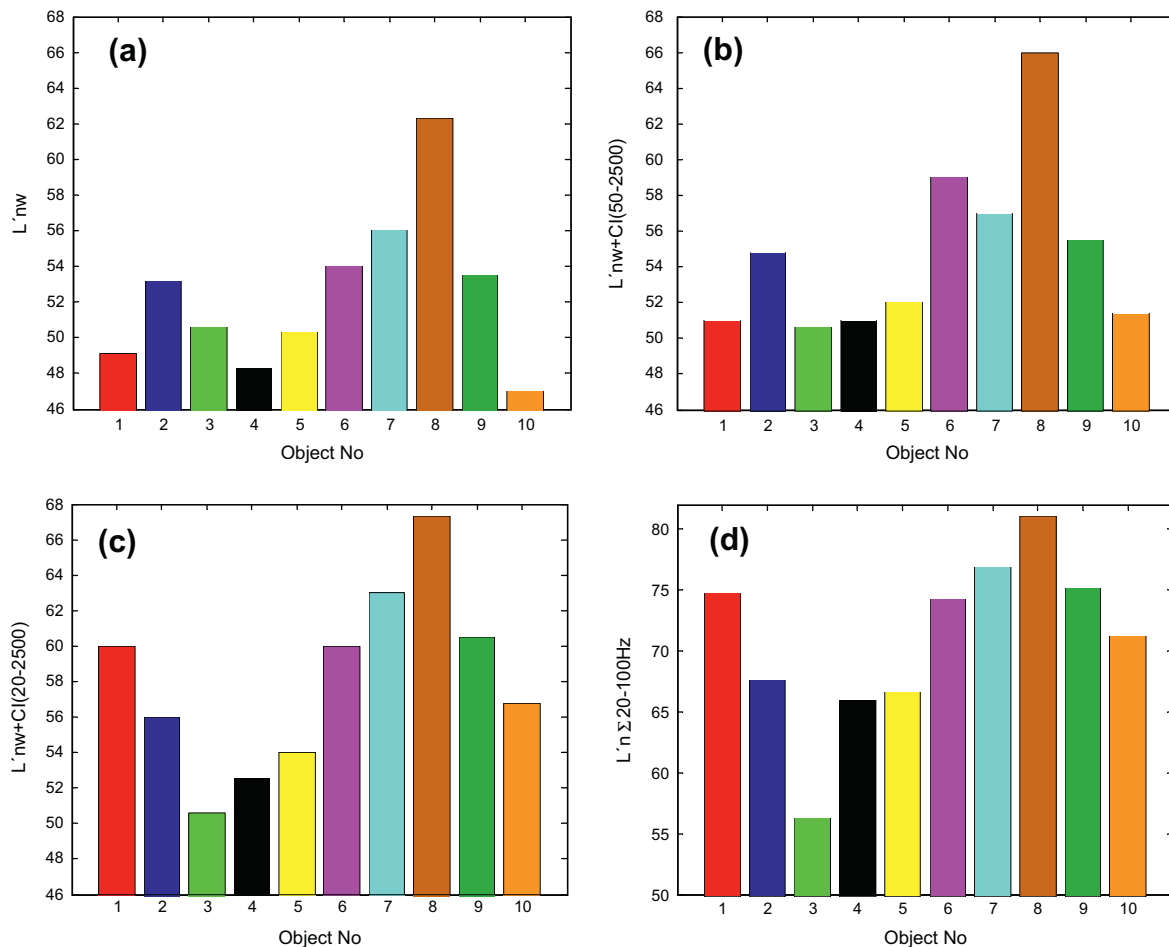 (a)
L´nw
68
66
64
62
60
58
56
54
52
50
48
46
1 2 3 4 5 6 7 8 9 10
Object No
(b)
L´nw+CI(50-2500)
68
66
64
62
60
58
56
54
52
50
48
46
1 2 3 4 5 6 7 8 9 10
Object No
(c)
L´nw+CI(20-2500)
68
66
64
62
60
58
56
54
52
50
48
46
1 2 3 4 5 6 7 8 9 10
Object No
(d)
L´n Σ 20-100Hz
80
75
70
65
60
55
50
1 2 3 4 5 6 7 8 9 10
Object No